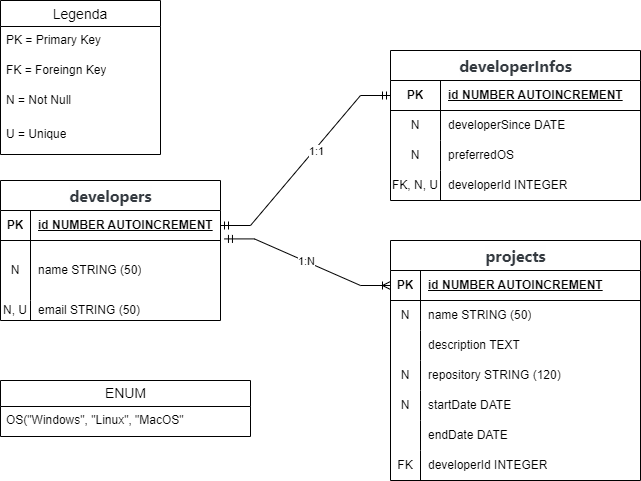 Legenda
PK = Primary Key
FK = Foreingn Key
N = Not Null
U = Unique
developerInfos
PK id NUMBER AUTOINCREMENT
N developerSince DATE
N preferredOS
FK, N, U developerId INTEGER
1:1
developers
PK id NUMBER AUTOINCREMENT
N name STRING (50)
N, U email STRING (50)
1:N
projects
PK id NUMBER AUTOINCREMENT
N name STRING (50)
description TEXT
N repository STRING (120)
N startDate DATE
endDate DATE
FK developerId INTEGER
ENUM
OS("Windows", "Linux", "MacOS"